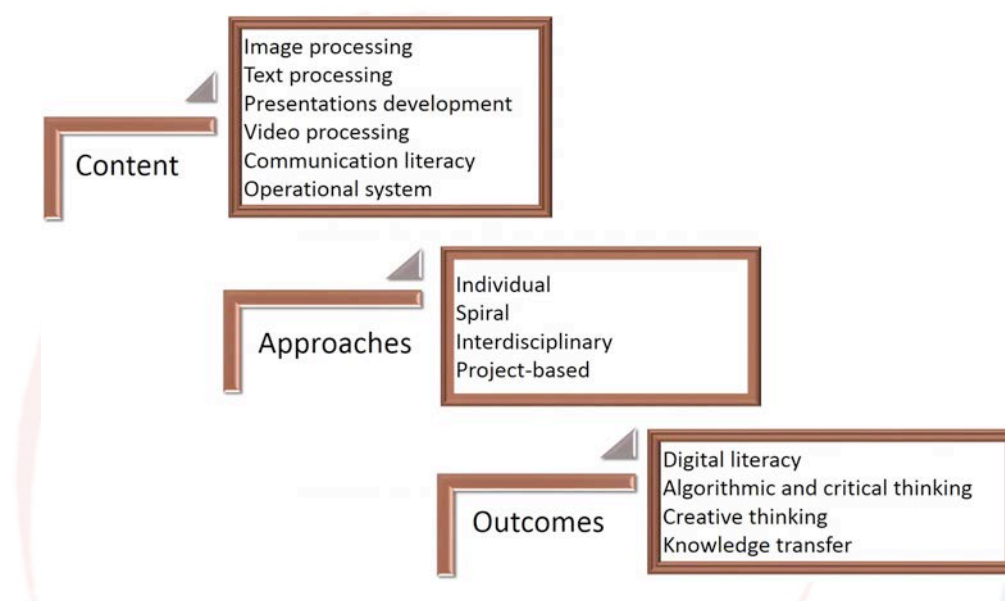 Content
Image processing
Text processing
Presentations development
Video processing
Communication literacy
Operational system
Approaches
Individual
Spiral
Interdisciplinary
Project-based
Outcomes
Digital literacy
Algorithmic and critical thinking
Creative thinking
Knowledge transfer